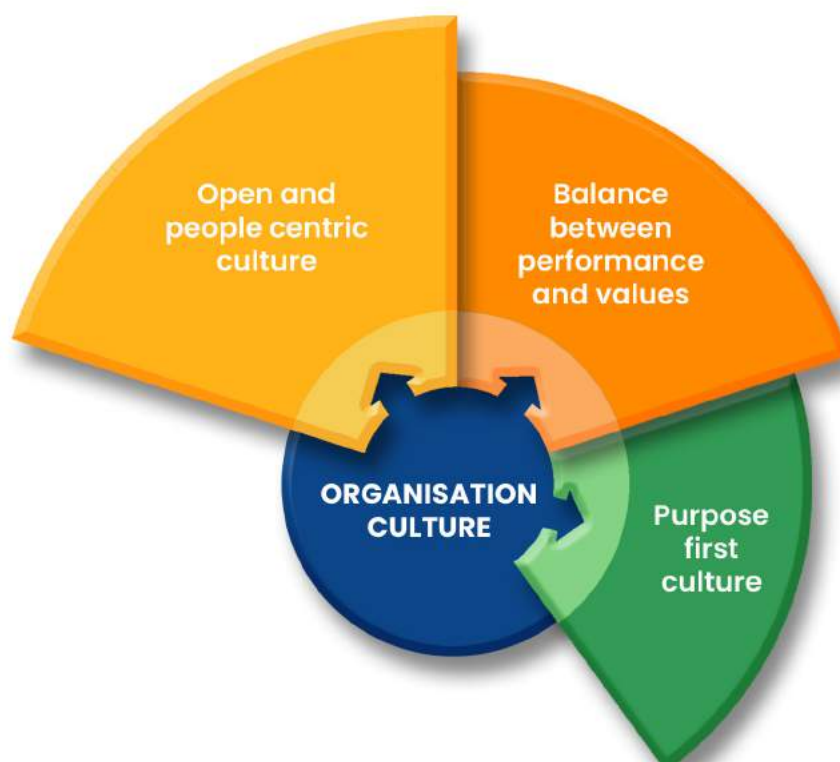 Open and
people centric
culture
Balance
between
performance
and values
ORGANISATION
CULTURE
Purpose
first
culture